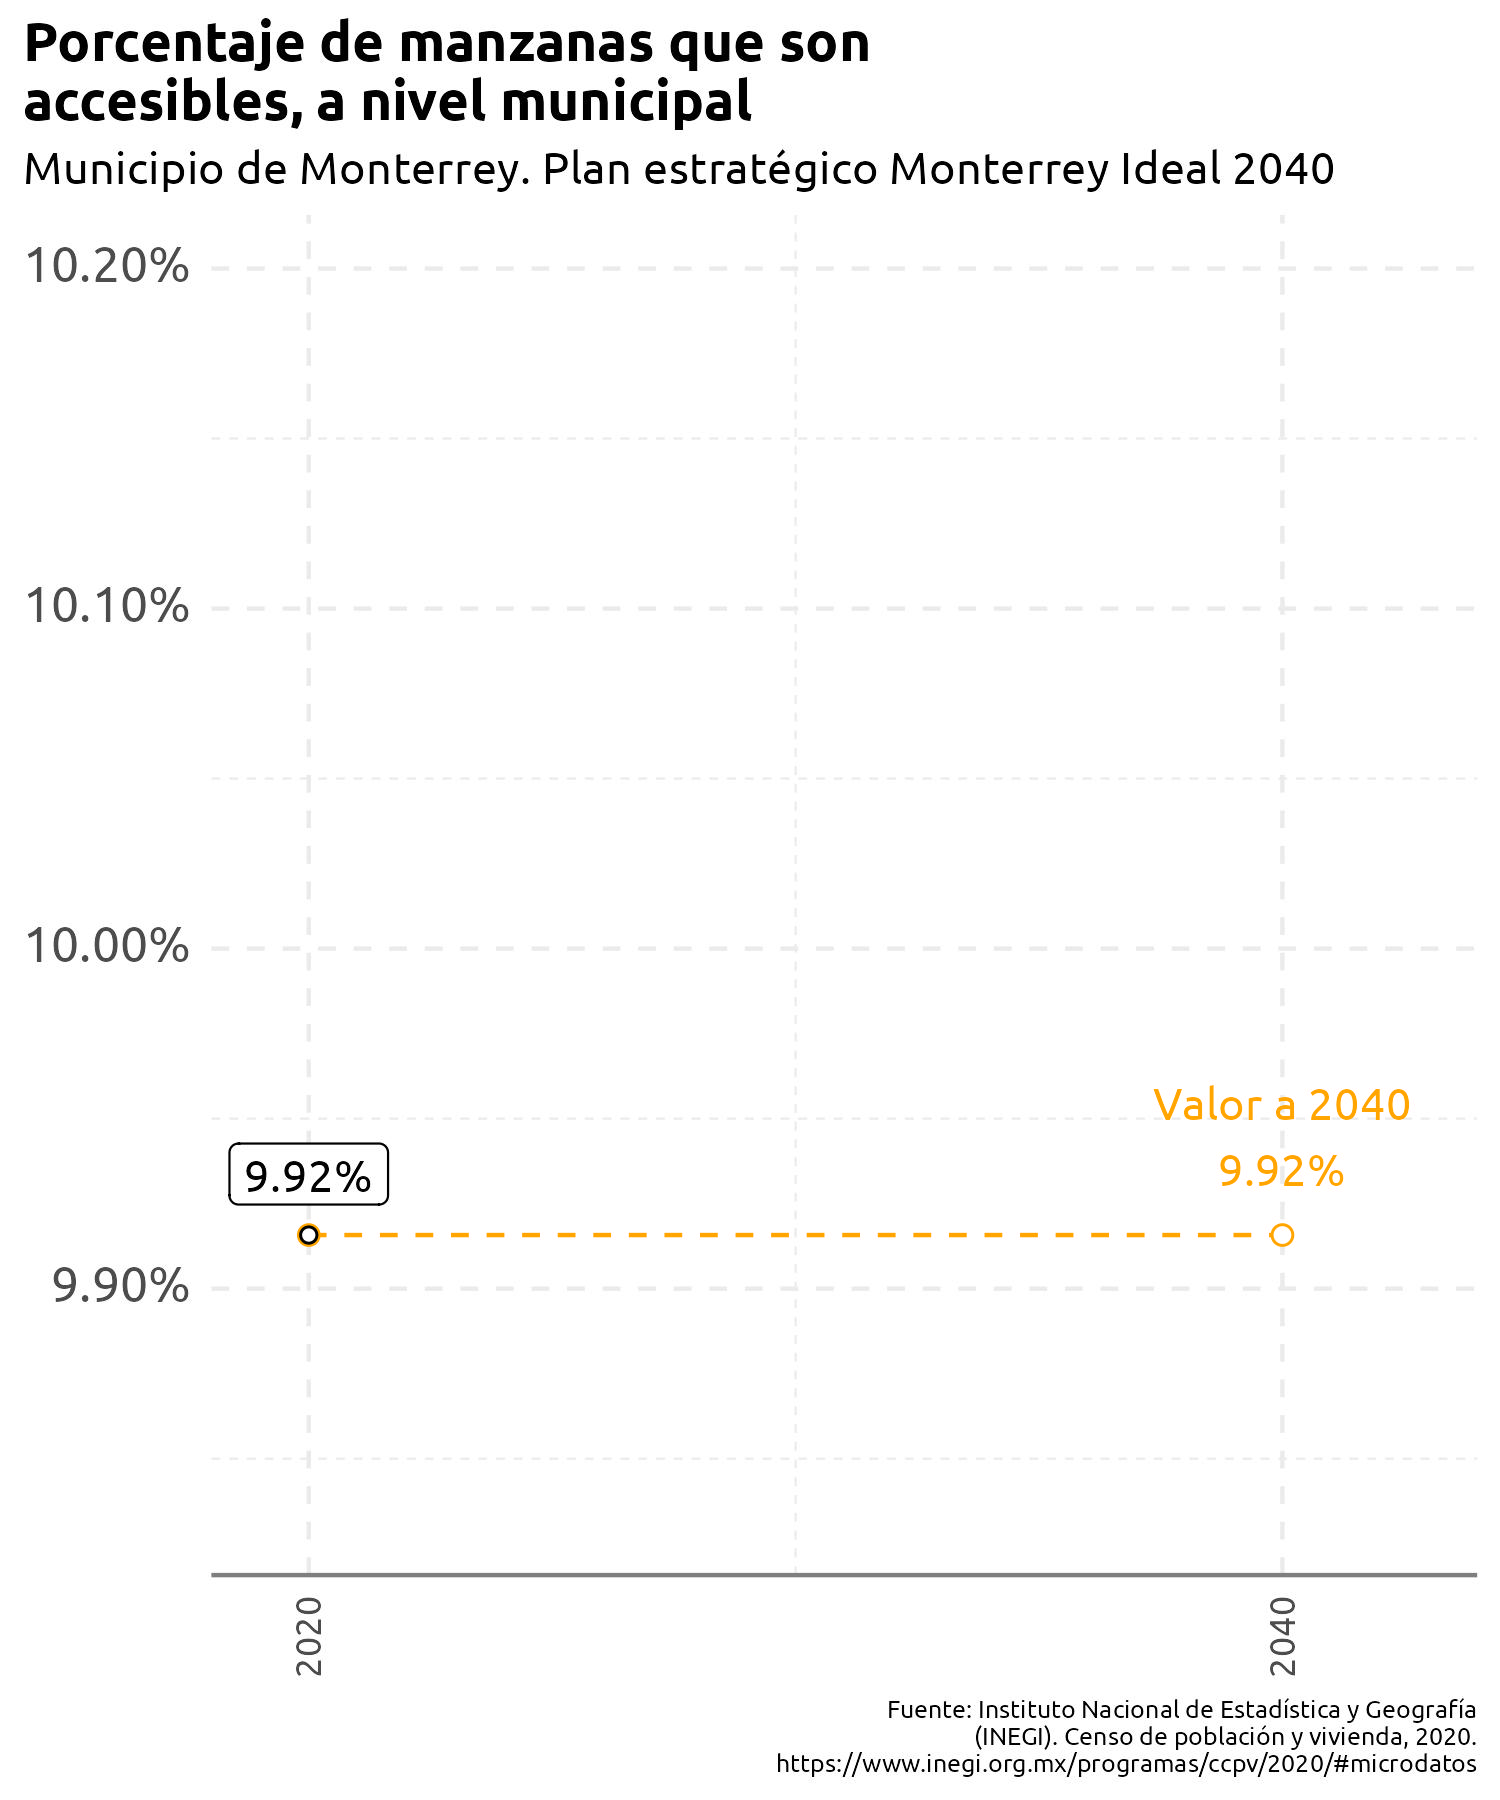 Porcentaje de manzanas que son
accesibles, a nivel municipal
Municipio de Monterrey. Plan estratégico Monterrey Ideal 2040
10.20%
10.10%
10.00%
Valor a 2040
9.92%
9.92%
9.90%
2020
2040
Fuente: Instituto Nacional de Estadística y Geografía
(INEGI). Censo de población y vivienda, 2020.
https://www.inegi.org.mx/programas/ccpv/2020/#microdatos